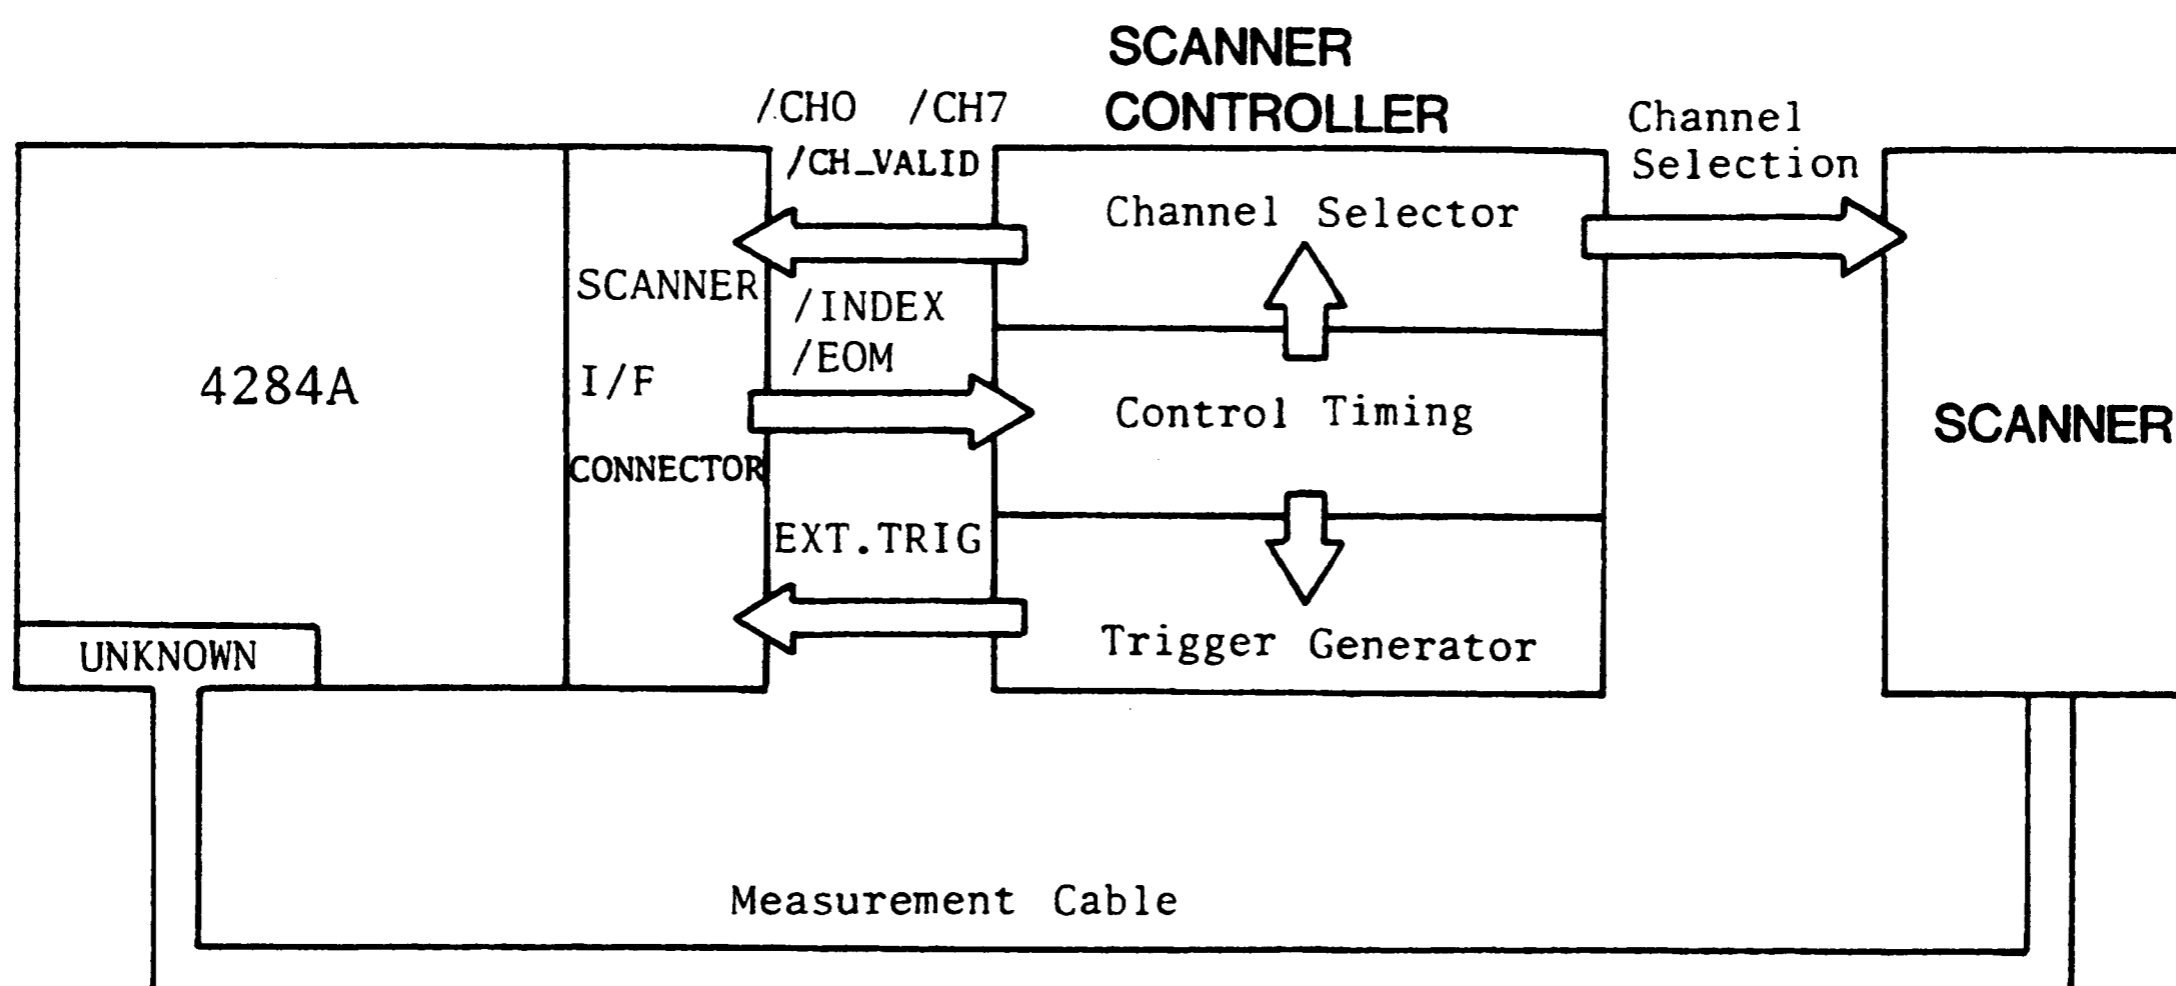 SCANNER
CONTROLLER
/CH0 /CH7
/CH_VALID
Channel
Selection
Channel Selector
SCANNER
I/F
CONNECTOR
/INDEX
/EOM
4284A
Control Timing
SCANNER
EXT.TRIG
Trigger Generator
UNKNOWN
Measurement Cable